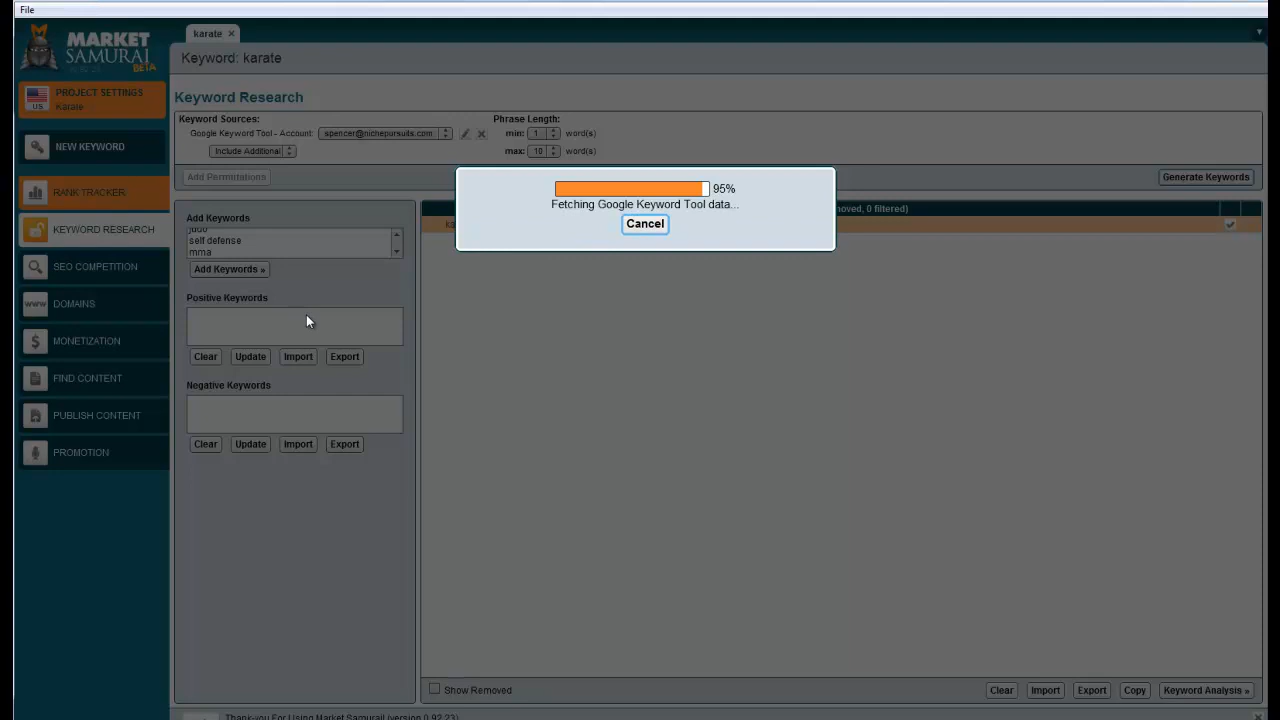 File
MARKET
SAMURAI
BETA
karate
Keyword: karate
PROJECT SETTINGS
US
Karate
NEW KEYWORD
RANK TRACKER
KEYWORD RESEARCH
SEO COMPETITION
www
DOMAINS
$
MONETIZATION
FIND CONTENT
PUBLISH CONTENT
PROMOTION
Keyword Research
Keyword Sources:
Google Keyword Tool - Account: spencer@nichepursuits.com
Include Additional
Phrase Length:
min: 1 word(s)
max: 10 word(s)
Add Permutations
Generate Keywords
95%
Fetching Google Keyword Tool data...
Cancel
moved, 0 filtered)
Add Keywords
judo
self defense
mma
Add Keywords »
Positive Keywords
Clear Update Import Export
Negative Keywords
Clear Update Import Export
Show Removed
Clear Import Export Copy Keyword Analysis »
Thank-you For Using Market Samurai! (version 0.92.23)